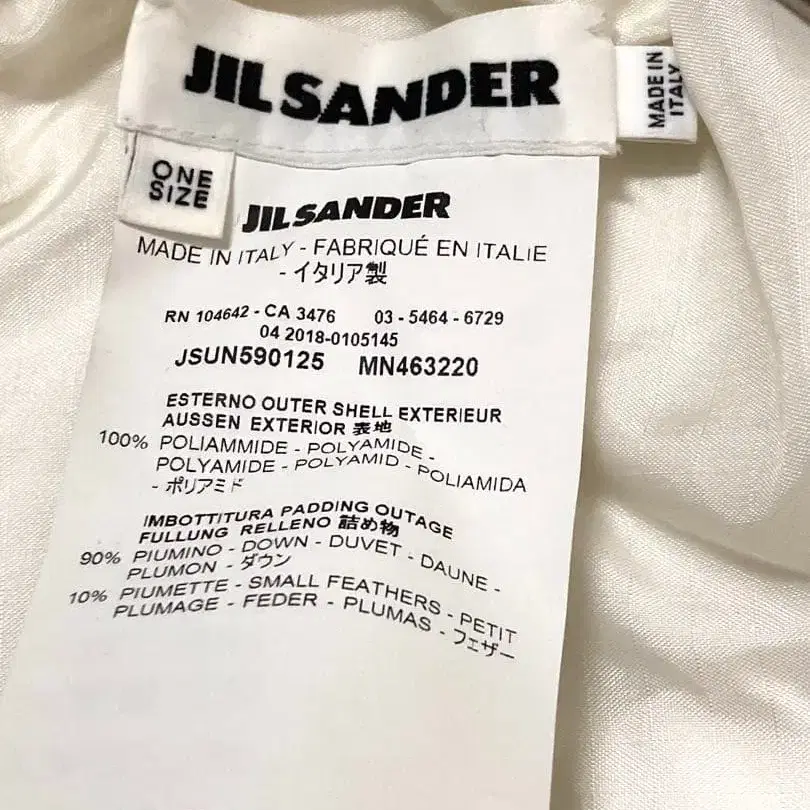 JIL SANDER
MADE IN
ITALY
ONE
SIZE
JIL SANDER
MADE IN ITALY - FABRIQUÉ EN ITALIE
- イタリア製
RN 104642 - CA 3476 03 - 5464 - 6729
04 2018-0105145
JSUN590125 MN463220
ESTERNO OUTER SHELL EXTERIEUR
AUSSEN EXTERIOR 表地
100% POLIAMMIDE - POLYAMIDE -
POLYAMIDE - POLYAMID - POLIAMIDA
- ポリアミド
IMBOTTITURA PADDING OUTAGE
FULLUNG RELLENO 詰め物
90% PIUMINO - DOWN - DUVET - DAUNE -
PLUMON - ダウン
10% PIUMETTE - SMALL FEATHERS - PETIT
PLUMAGE - FEDER - PLUMAS - フェザー